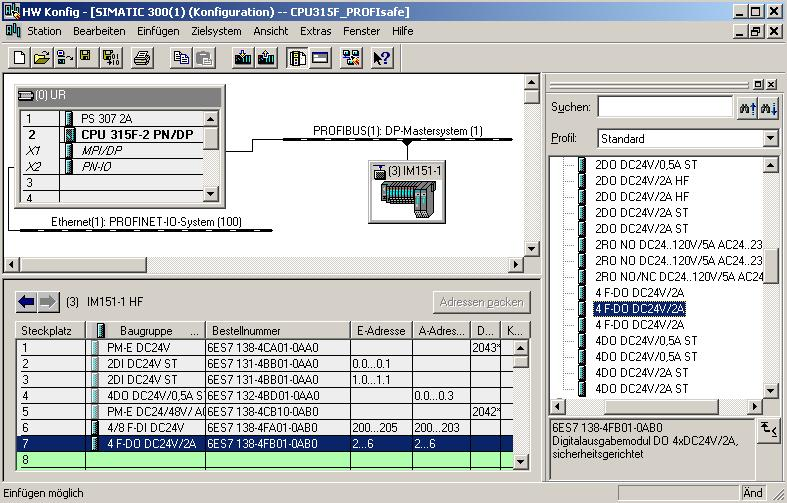 HW Konfig - [SIMATIC 300(1) (Konfiguration) -- CPU315F_PROFIsafe]
Station Bearbeiten Einfügen Zielsystem Ansicht Extras Fenster Hilfe
(0) UR
1 PS 307 2A
2 CPU 315F-2 PN/DP
X1 MPI/DP
X2 PN-IO
3
4
PROFIBUS(1): DP-Mastersystem (1)
(3) IM151-1
Ethernet(1): PROFINET-IO-System (100)
Suchen:
Profil: Standard
2DO DC24V/0,5A ST
2DO DC24V/2A HF
2DO DC24V/2A HF
2DO DC24V/2A ST
2DO DC24V/2A ST
2RO NO DC24..120V/5A AC24..23
2RO NO DC24..120V/5A AC24..23
2RO NO/NC DC24..120V/5A AC24
4 F-DO DC24V/2A
4 F-DO DC24V/2A
4 F-DO DC24V/2A
4DO DC24V/0,5A ST
4DO DC24V/0,5A ST
4DO DC24V/2A ST
4DO DC24V/2A ST
6ES7 138-4FB01-0AB0
Digitalausgabemodul DO 4xDC24V/2A,
sicherheitsgerichtet
(3) IM151-1 HF
Adressen packen
Steckplatz Baugruppe ... Bestellnummer E-Adresse A-Adres... D... K...
1 PM-E DC24V 6ES7 138-4CA01-0AA0 2043*
2 2DI DC24V ST 6ES7 131-4BB01-0AA0 0.0...0.1
3 2DI DC24V ST 6ES7 131-4BB01-0AA0 1.0...1.1
4 4DO DC24V/0,5A S 6ES7 132-4BD01-0AA0 0.0...0.3
5 PM-E DC24/48V/ A 6ES7 138-4CB10-0AB0 2042*
6 4/8 F-DI DC24V 6ES7 138-4FA01-0AB0 200...205 200...203
7 4 F-DO DC24V/2A 6ES7 138-4FB01-0AB0 2...6 2...6
8
Einfügen möglich
Änd